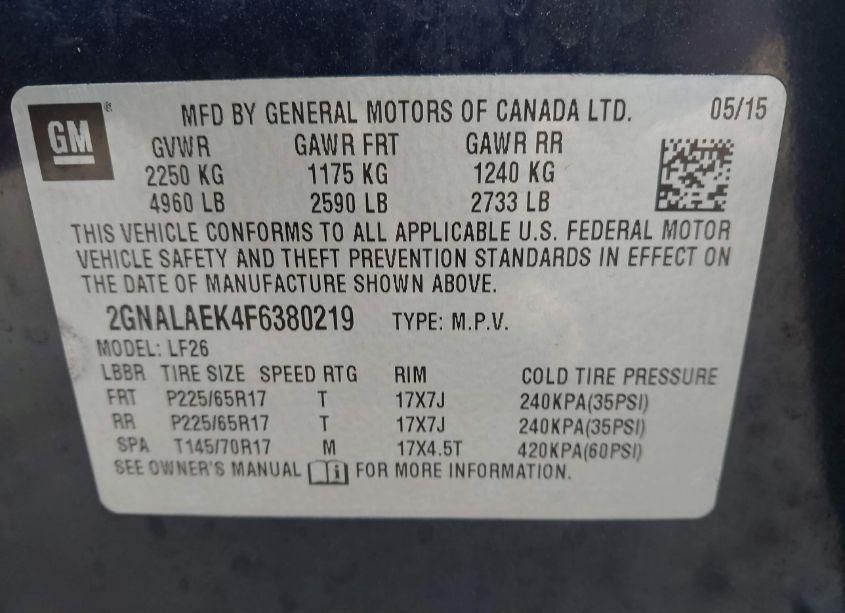 GM ®
MFD BY GENERAL MOTORS OF CANADA LTD. 05/15
GVWR GAWR FRT GAWR RR
2250 KG 1175 KG 1240 KG
4960 LB 2590 LB 2733 LB
THIS VEHICLE CONFORMS TO ALL APPLICABLE U.S. FEDERAL MOTOR
VEHICLE SAFETY AND THEFT PREVENTION STANDARDS IN EFFECT ON
THE DATE OF MANUFACTURE SHOWN ABOVE.
2GNALAEK4F6380219 TYPE: M.P.V.
MODEL: LF26
LBBR TIRE SIZE SPEED RTG RIM COLD TIRE PRESSURE
FRT P225/65R17 T 17X7J 240KPA(35PSI)
RR P225/65R17 T 17X7J 240KPA(35PSI)
SPA T145/70R17 M 17X4.5T 420KPA(60PSI)
SEE OWNER'S MANUAL i FOR MORE INFORMATION.